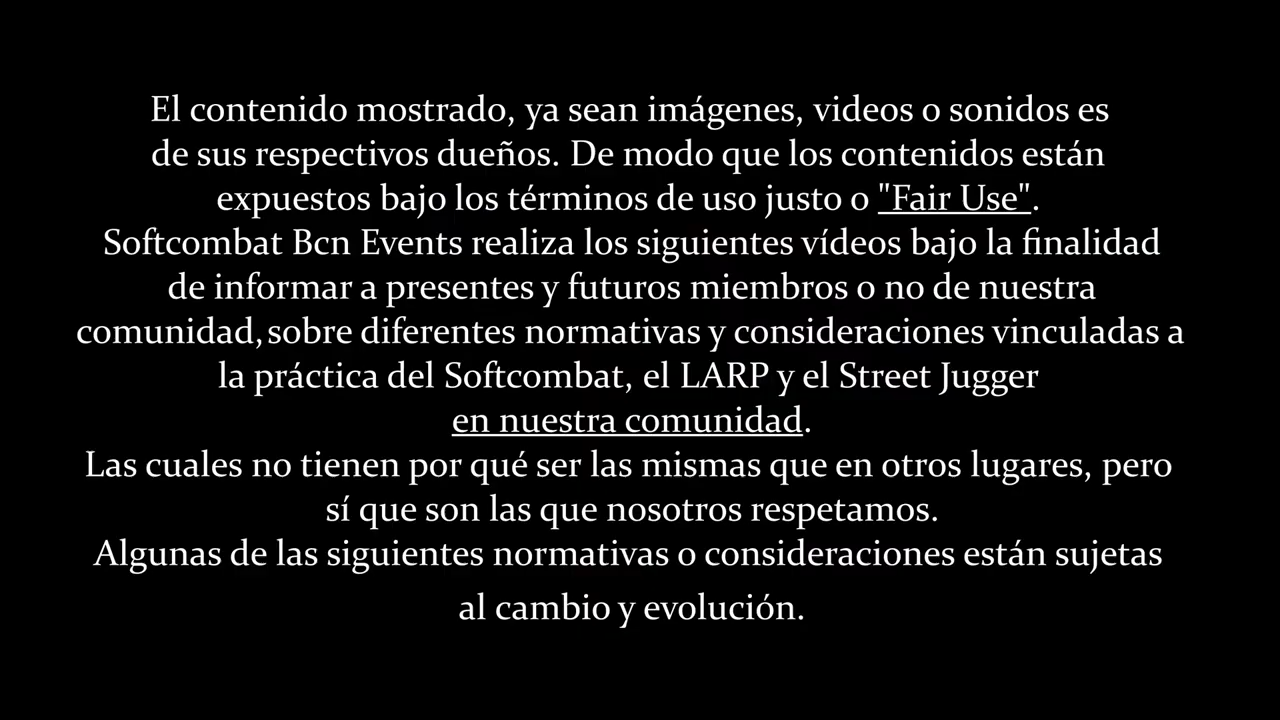 El contenido mostrado, ya sean imágenes, videos o sonidos es
de sus respectivos dueños. De modo que los contenidos están
expuestos bajo los términos de uso justo o "Fair Use".
Softcombat Bcn Events realiza los siguientes vídeos bajo la finalidad
de informar a presentes y futuros miembros o no de nuestra
comunidad, sobre diferentes normativas y consideraciones vinculadas a
la práctica del Softcombat, el LARP y el Street Jugger
en nuestra comunidad.
Las cuales no tienen por qué ser las mismas que en otros lugares, pero
sí que son las que nosotros respetamos.
Algunas de las siguientes normativas o consideraciones están sujetas
al cambio y evolución.